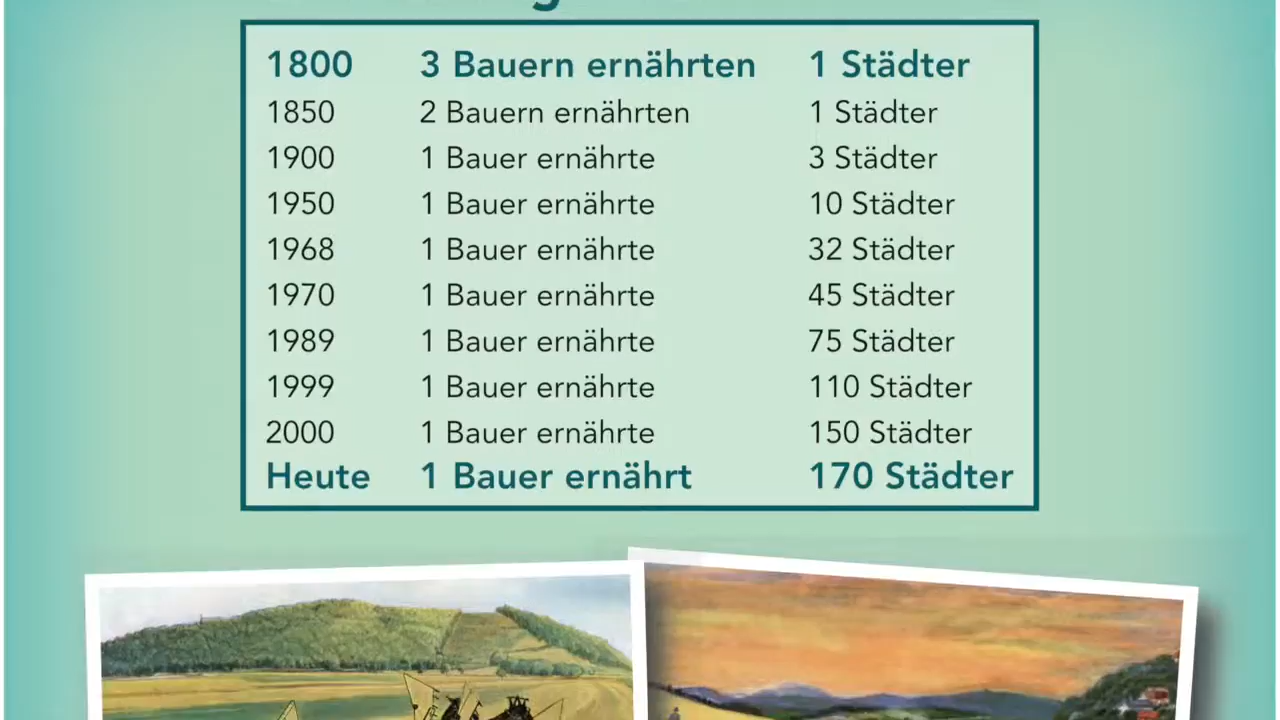 1800 3 Bauern ernährten 1 Städter
1850 2 Bauern ernährten 1 Städter
1900 1 Bauer ernährte 3 Städter
1950 1 Bauer ernährte 10 Städter
1968 1 Bauer ernährte 32 Städter
1970 1 Bauer ernährte 45 Städter
1989 1 Bauer ernährte 75 Städter
1999 1 Bauer ernährte 110 Städter
2000 1 Bauer ernährte 150 Städter
Heute 1 Bauer ernährt 170 Städter